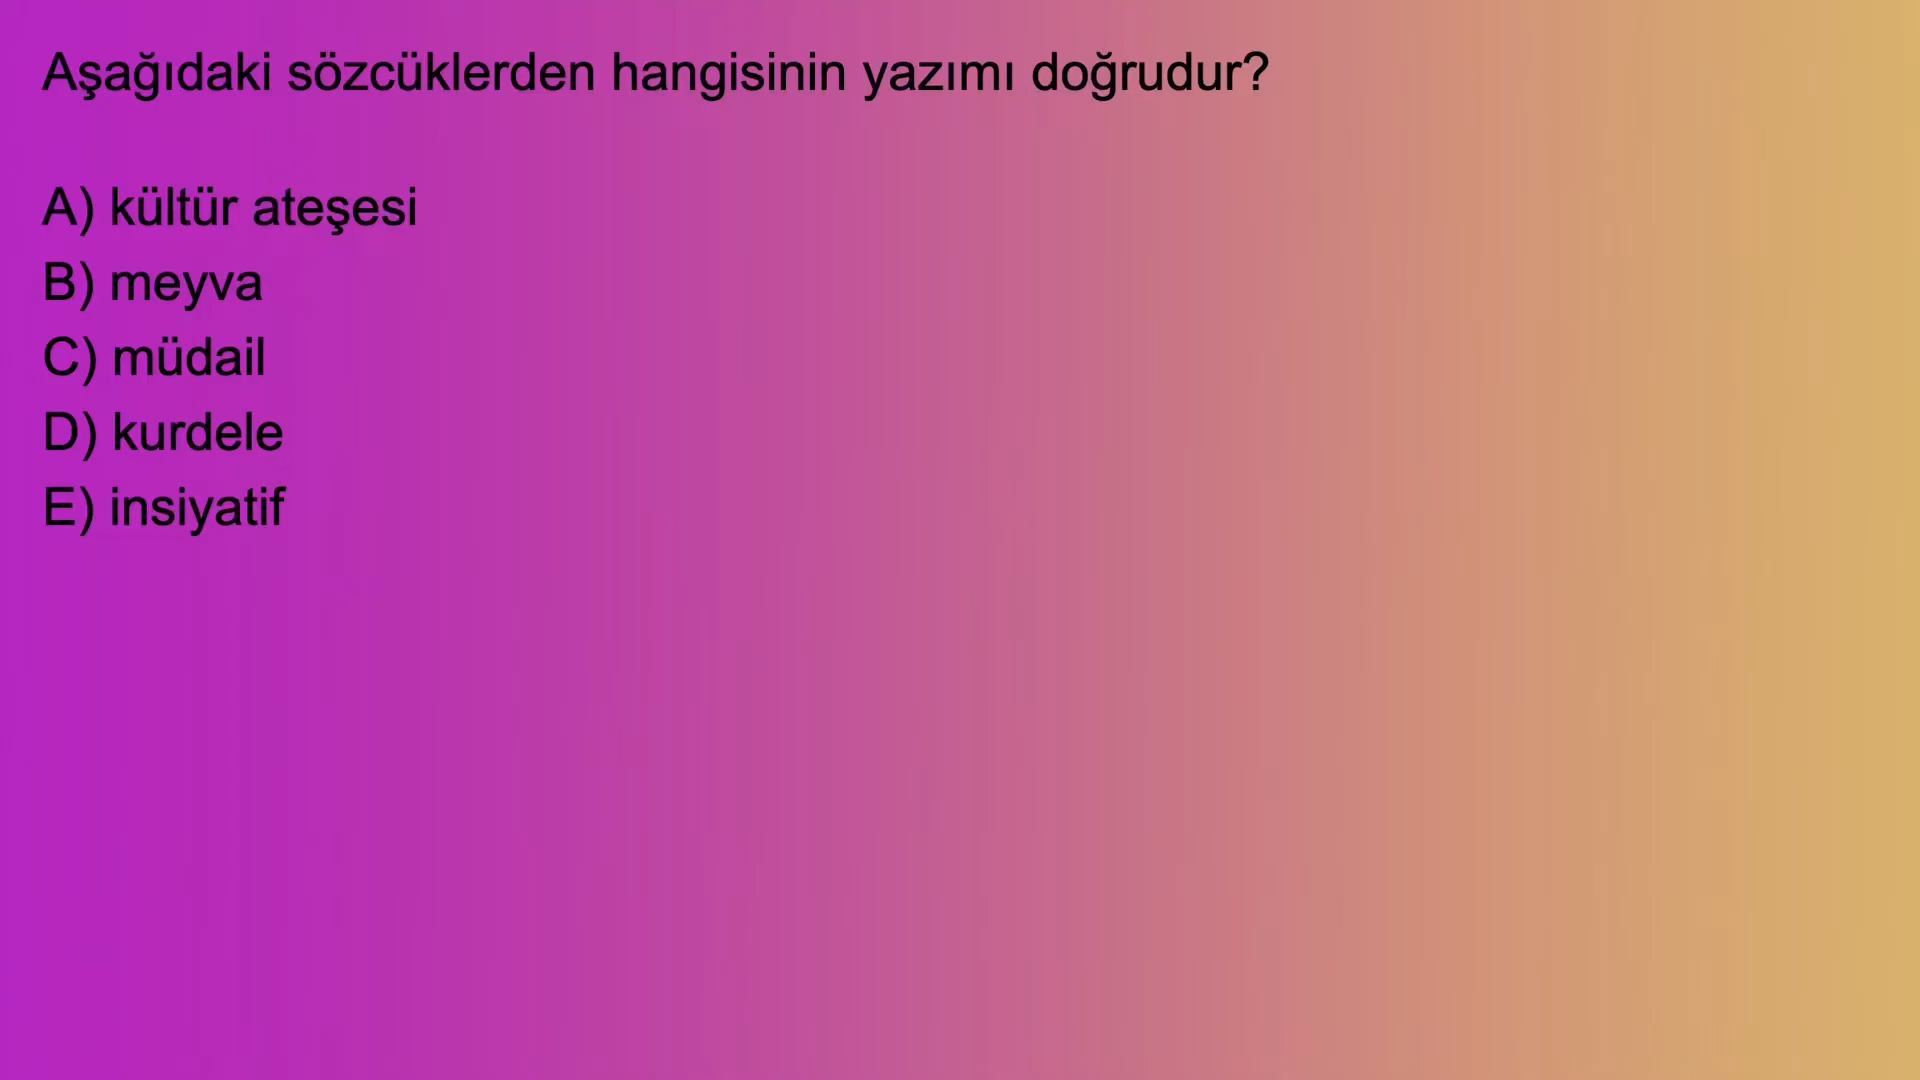 Aşağıdaki sözcüklerden hangisinin yazımı doğrudur?
A) kültür ateşesi
B) meyva
C) müdail
D) kurdele
E) insiyatif